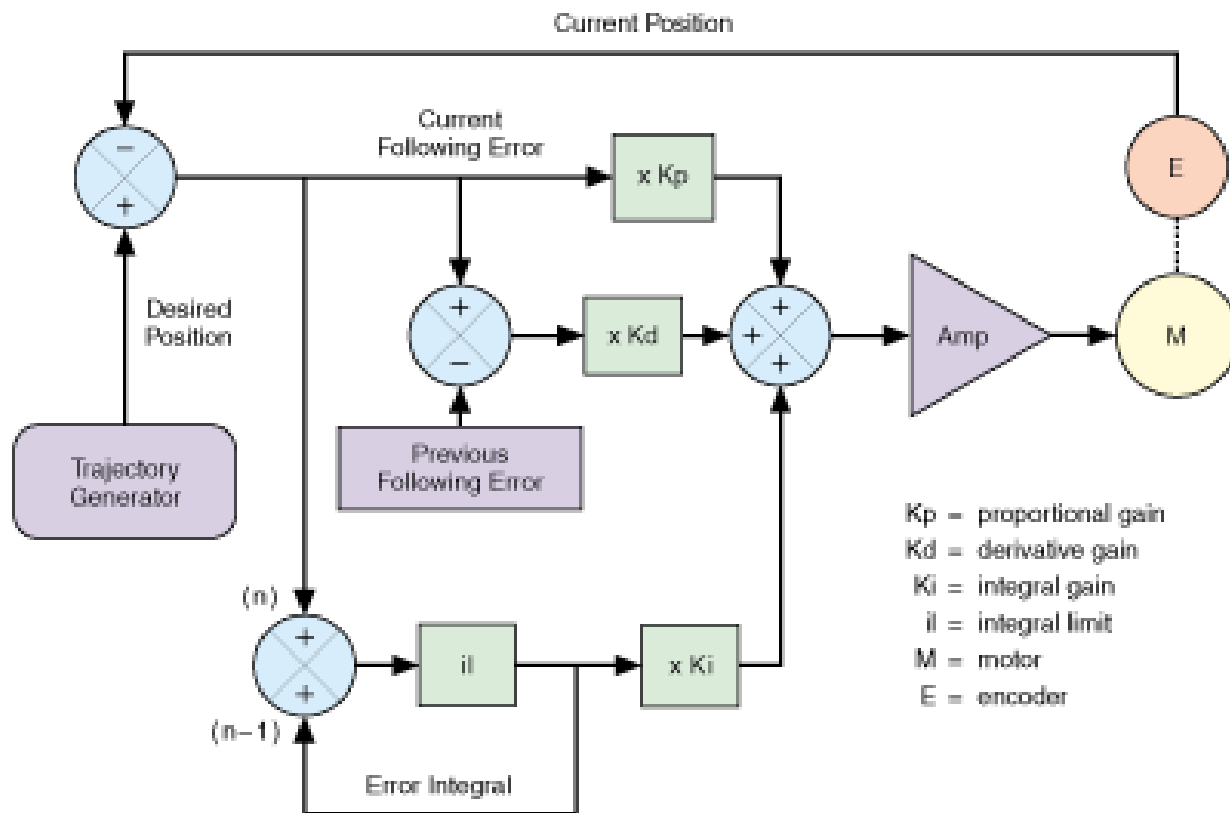 Current Position
Current
Following Error
−
+
x Kp
E
Desired
Position
+
−
x Kd
+
+
+
Amp
M
Trajectory
Generator
Previous
Following Error
Kp = proportional gain
Kd = derivative gain
Ki = integral gain
il = integral limit
M = motor
E = encoder
(n)
+
+
(n−1)
il
x Ki
Error Integral